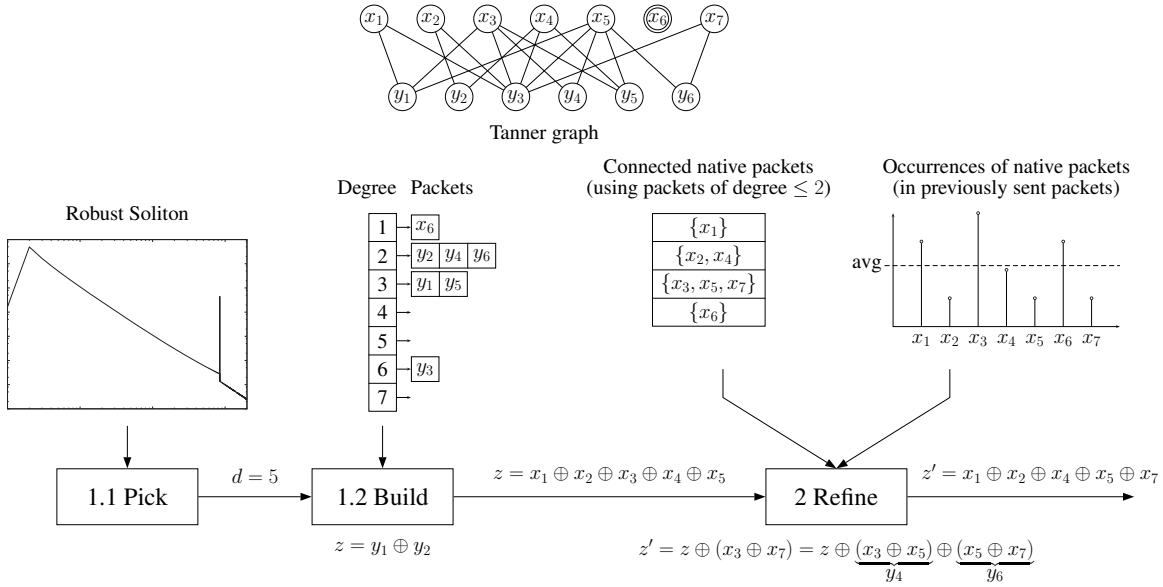 x₁ x₂ x₃ x₄ x₅ x₆ x₇
y₁ y₂ y₃ y₄ y₅ y₆
Tanner graph
Robust Soliton
Degree Packets
1 x₆
2 y₂ y₄ y₆
3 y₁ y₅
4
5
6 y₃
7
Connected native packets
(using packets of degree ≤ 2)
{x₁}
{x₂, x₄}
{x₃, x₅, x₇}
{x₆}
Occurrences of native packets
(in previously sent packets)
avg
x₁ x₂ x₃ x₄ x₅ x₆ x₇
1.1 Pick
d = 5
1.2 Build
z = y₁ ⊕ y₂
z = x₁ ⊕ x₂ ⊕ x₃ ⊕ x₄ ⊕ x₅
2 Refine
z′ = x₁ ⊕ x₂ ⊕ x₄ ⊕ x₅ ⊕ x₇
z′ = z ⊕ (x₃ ⊕ x₇) = z ⊕ (x₃ ⊕ x₅) ⊕ (x₅ ⊕ x₇)
y₄ y₆